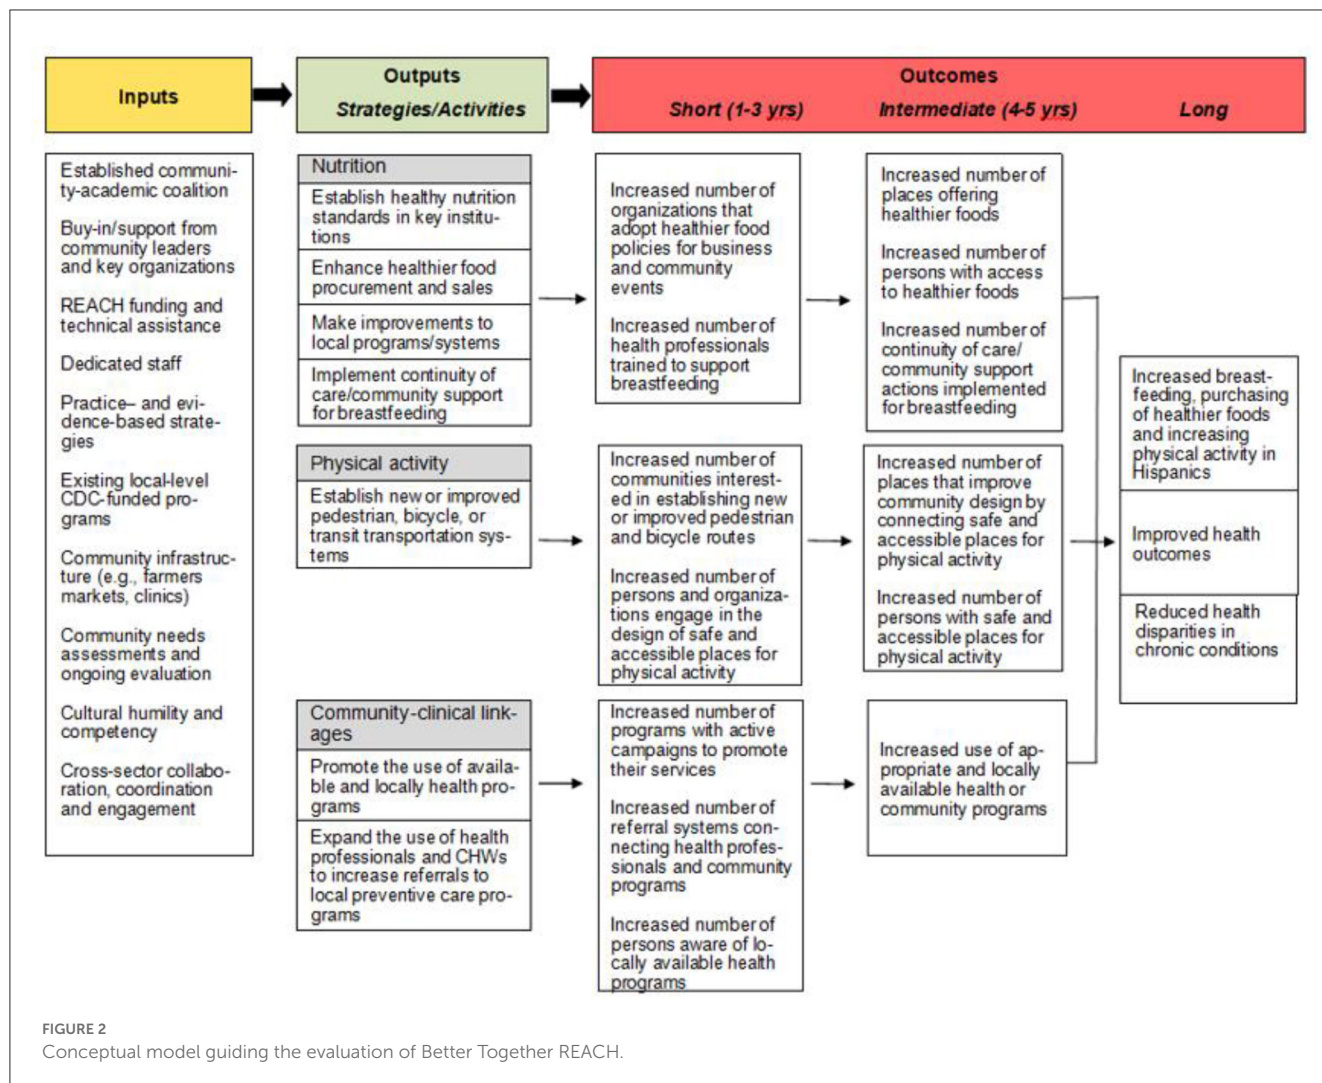 Inputs
Outputs
Strategies/Activities
Outcomes
Short (1-3 yrs)
Intermediate (4-5 yrs)
Long
Established communi-
ty-academic coalition
Buy-in/support from
community leaders
and key organizations
REACH funding and
technical assistance
Dedicated staff
Practice– and evi-
dence-based strate-
gies
Existing local-level
CDC-funded pro-
grams
Community infrastruc-
ture (e.g., farmers
markets, clinics)
Community needs
assessments and
ongoing evaluation
Cultural humility and
competency
Cross-sector collabo-
ration, coordination
and engagement
Nutrition
Establish healthy nutrition
standards in key institu-
tions
Enhance healthier food
procurement and sales
Make improvements to
local programs/systems
Implement continuity of
care/community support
for breastfeeding
Physical activity
Establish new or improved
pedestrian, bicycle, or
transit transportation sys-
tems
Community-clinical link-
ages
Promote the use of availa-
ble and locally health pro-
grams
Expand the use of health
professionals and CHWs
to increase referrals to
local preventive care pro-
grams
Increased number of
organizations that
adopt healthier food
policies for business
and community
events
Increased number of
health professionals
trained to support
breastfeeding
Increased number of
communities interest-
ed in establishing new
or improved pedestrian
and bicycle routes
Increased number of
persons and organiza-
tions engage in the
design of safe and
accessible places for
physical activity
Increased number of
programs with active
campaigns to promote
their services
Increased number of
referral systems con-
necting health profes-
sionals and community
programs
Increased number of
persons aware of lo-
cally available health
programs
Increased number of
places offering
healthier foods
Increased number of
persons with access
to healthier foods
Increased number of
continuity of care/
community support
actions implemented
for breastfeeding
Increased number of
places that improve
community design by
connecting safe and
accessible places for
physical activity
Increased number of
persons with safe and
accessible places for
physical activity
Increased use of ap-
propriate and locally
available health or
community programs
Increased breast-
feeding, purchasing
of healthier foods
and increasing
physical activity in
Hispanics
Improved health
outcomes
Reduced health
disparities in
chronic conditions
FIGURE 2
Conceptual model guiding the evaluation of Better Together REACH.